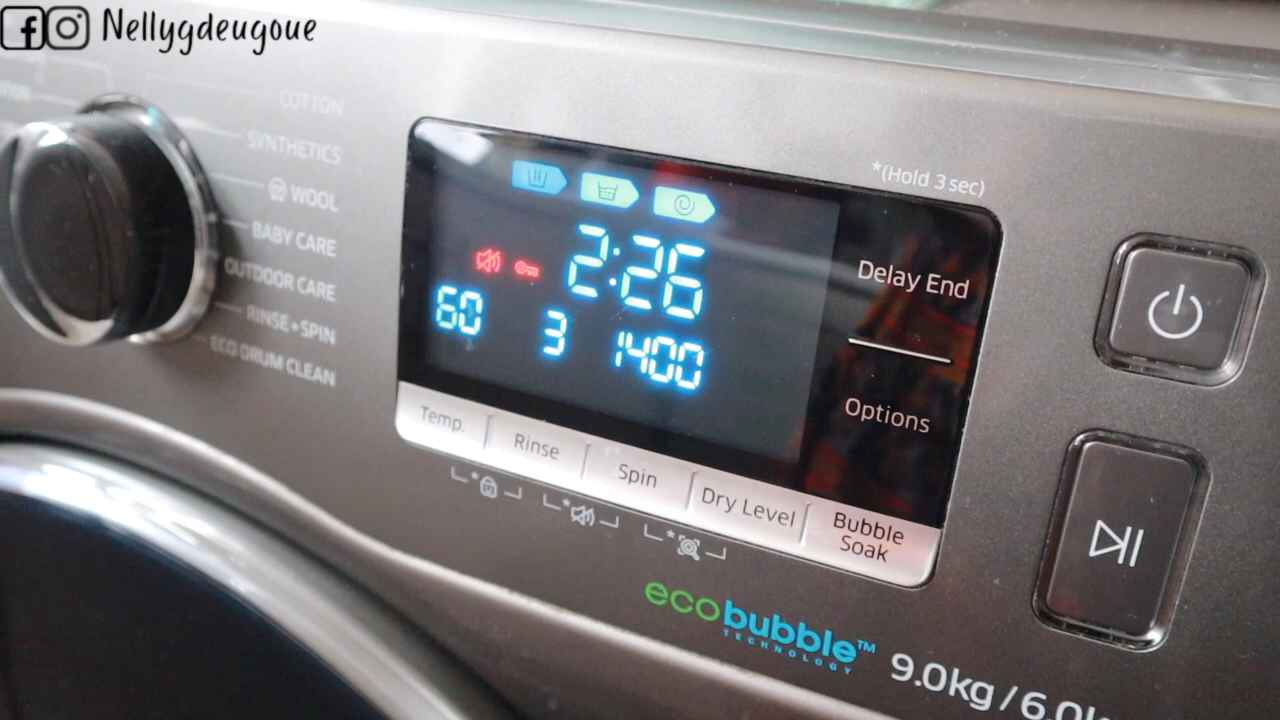 Nellygdeugoue
COTTON
SYNTHETICS
WOOL
BABY CARE
OUTDOOR CARE
RINSE+SPIN
ECO DRUM CLEAN
*(Hold 3 sec)
2:26
60 3 1400
Delay End
Options
Temp.
Rinse
Spin
Dry Level
Bubble
Soak
ecobubble™
TECHNOLOGY
9.0kg /